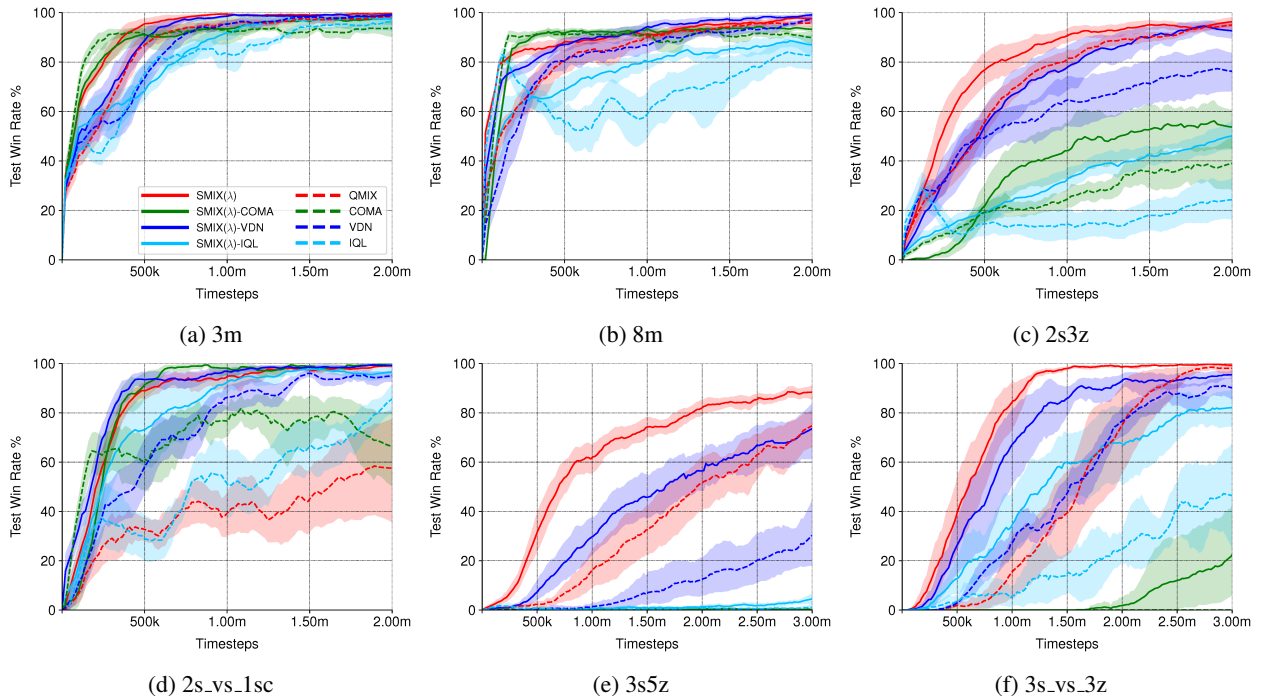 100
80
60
40
20
0
Test Win Rate %
SMIX(λ)
SMIX(λ)-COMA
SMIX(λ)-VDN
SMIX(λ)-IQL
QMIX
COMA
VDN
IQL
500k 1.00m 1.50m 2.00m
Timesteps
(a) 3m
100
80
60
40
20
0
Test Win Rate %
500k 1.00m 1.50m 2.00m
Timesteps
(b) 8m
100
80
60
40
20
0
Test Win Rate %
500k 1.00m 1.50m 2.00m
Timesteps
(c) 2s3z
100
80
60
40
20
0
Test Win Rate %
500k 1.00m 1.50m 2.00m
Timesteps
(d) 2s_vs_1sc
100
80
60
40
20
0
Test Win Rate %
500k 1.00m 1.50m 2.00m 2.50m 3.00m
Timesteps
(e) 3s5z
100
80
60
40
20
0
Test Win Rate %
500k 1.00m 1.50m 2.00m 2.50m 3.00m
Timesteps
(f) 3s_vs_3z